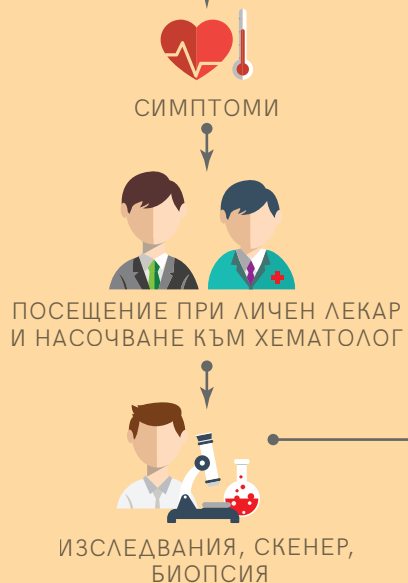 СИМПТОМИ
ПОСЕЩЕНИЕ ПРИ ЛИЧЕН ЛЕКАР
И НАСОЧВАНЕ КЪМ ХЕМАТОЛОГ
ИЗСЛЕДВАНИЯ, СКЕНЕР,
БИОПСИЯ